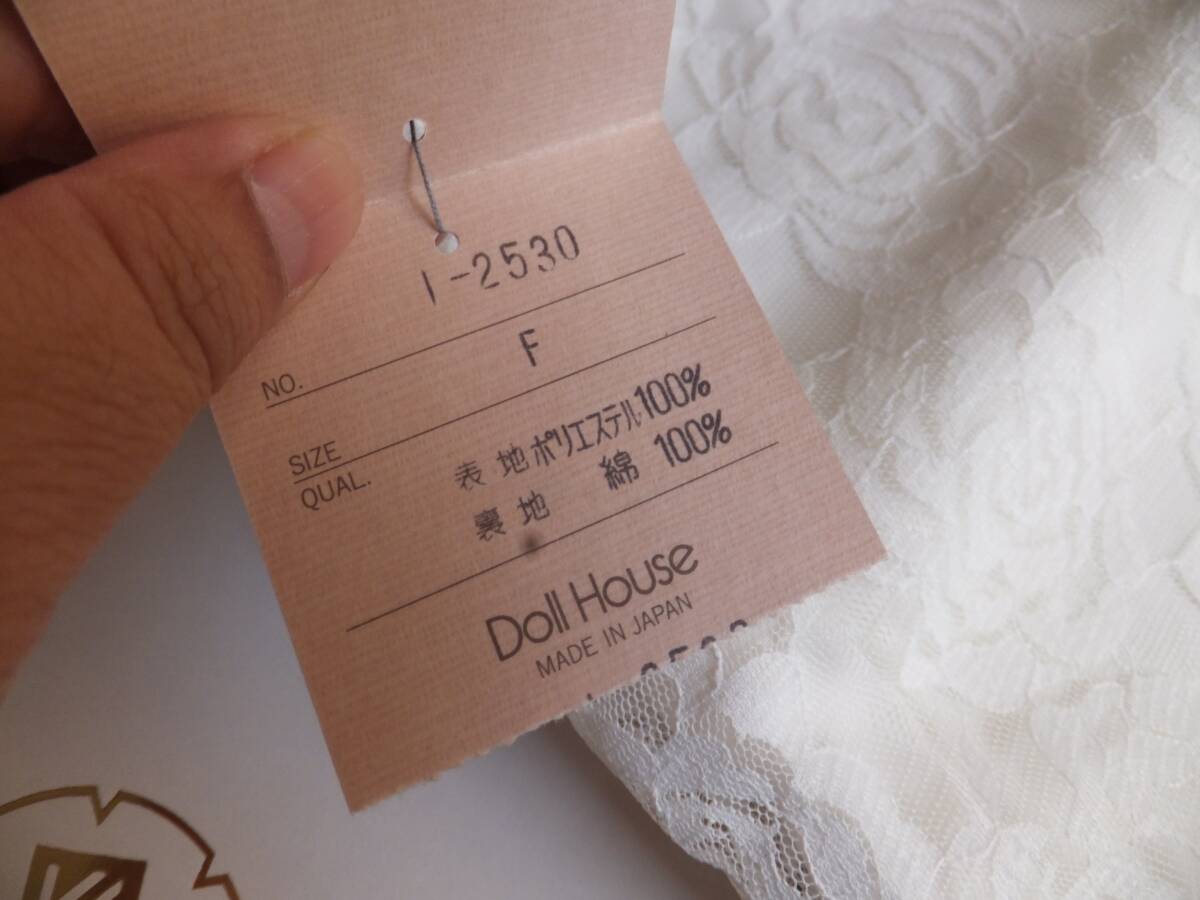 1-2530
NO.
F
SIZE
QUAL.
表地ポリエステル100%
裏地 綿 100%
Doll House
MADE IN JAPAN